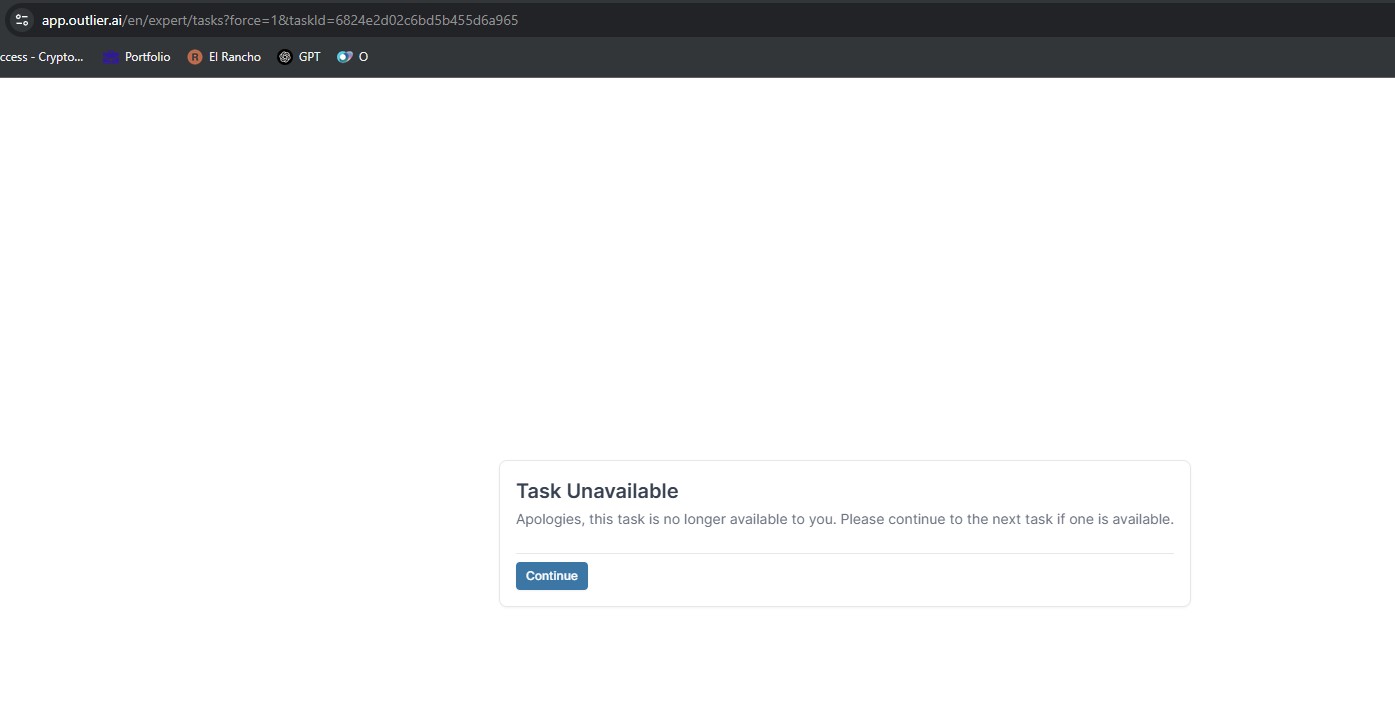 app.outlier.ai/en/expert/tasks?force=1&taskId=6824e2d02c6bd5b455d6a965
ccess - Crypto... Portfolio R El Rancho GPT O
Task Unavailable
Apologies, this task is no longer available to you. Please continue to the next task if one is available.
Continue